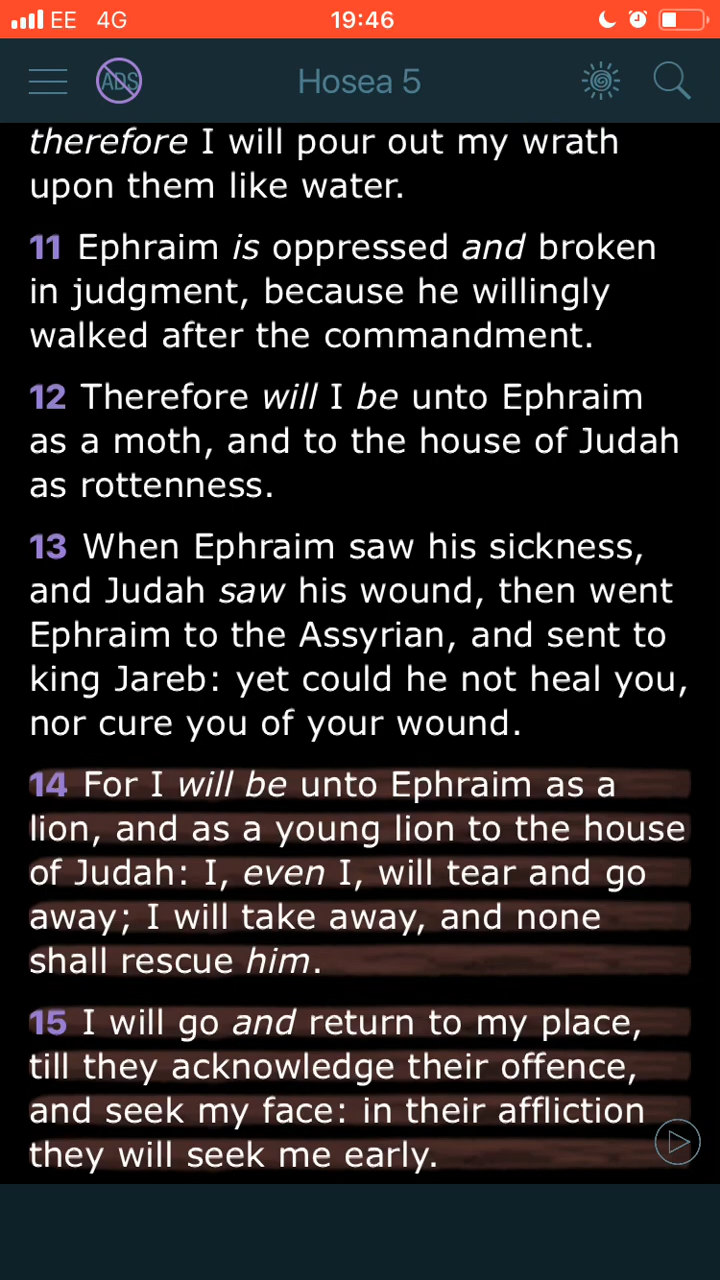 EE 4G 19:46
ADS Hosea 5
therefore I will pour out my wrath
upon them like water.
11 Ephraim is oppressed and broken
in judgment, because he willingly
walked after the commandment.
12 Therefore will I be unto Ephraim
as a moth, and to the house of Judah
as rottenness.
13 When Ephraim saw his sickness,
and Judah saw his wound, then went
Ephraim to the Assyrian, and sent to
king Jareb: yet could he not heal you,
nor cure you of your wound.
14 For I will be unto Ephraim as a
lion, and as a young lion to the house
of Judah: I, even I, will tear and go
away; I will take away, and none
shall rescue him.
15 I will go and return to my place,
till they acknowledge their offence,
and seek my face: in their affliction
they will seek me early.